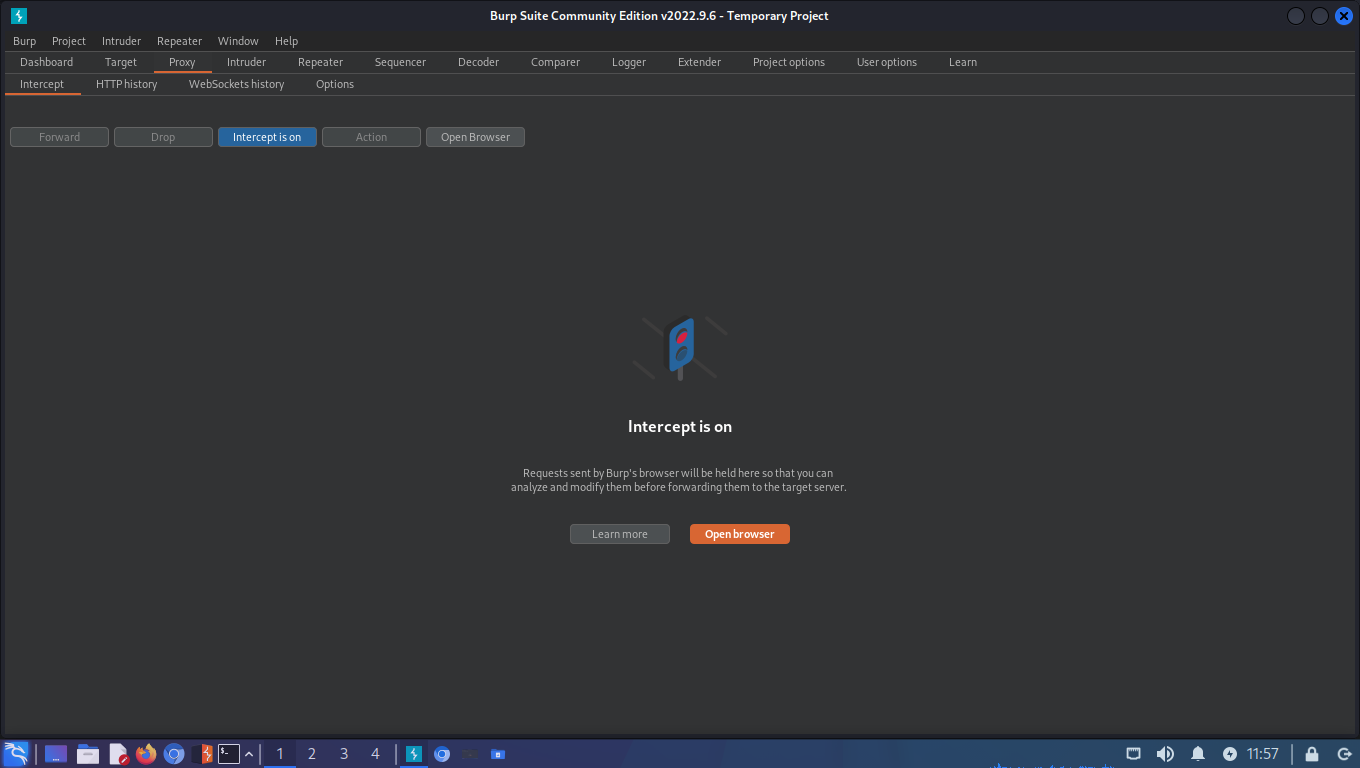 Burp Suite Community Edition v2022.9.6 - Temporary Project
Burp Project Intruder Repeater Window Help
Dashboard Target Proxy Intruder Repeater Sequencer Decoder Comparer Logger Extender Project options User options Learn
Intercept HTTP history WebSockets history Options
Forward Drop Intercept is on Action Open Browser
Intercept is on
Requests sent by Burp's browser will be held here so that you can
analyze and modify them before forwarding them to the target server.
Learn more Open browser
1 2 3 4 11:57